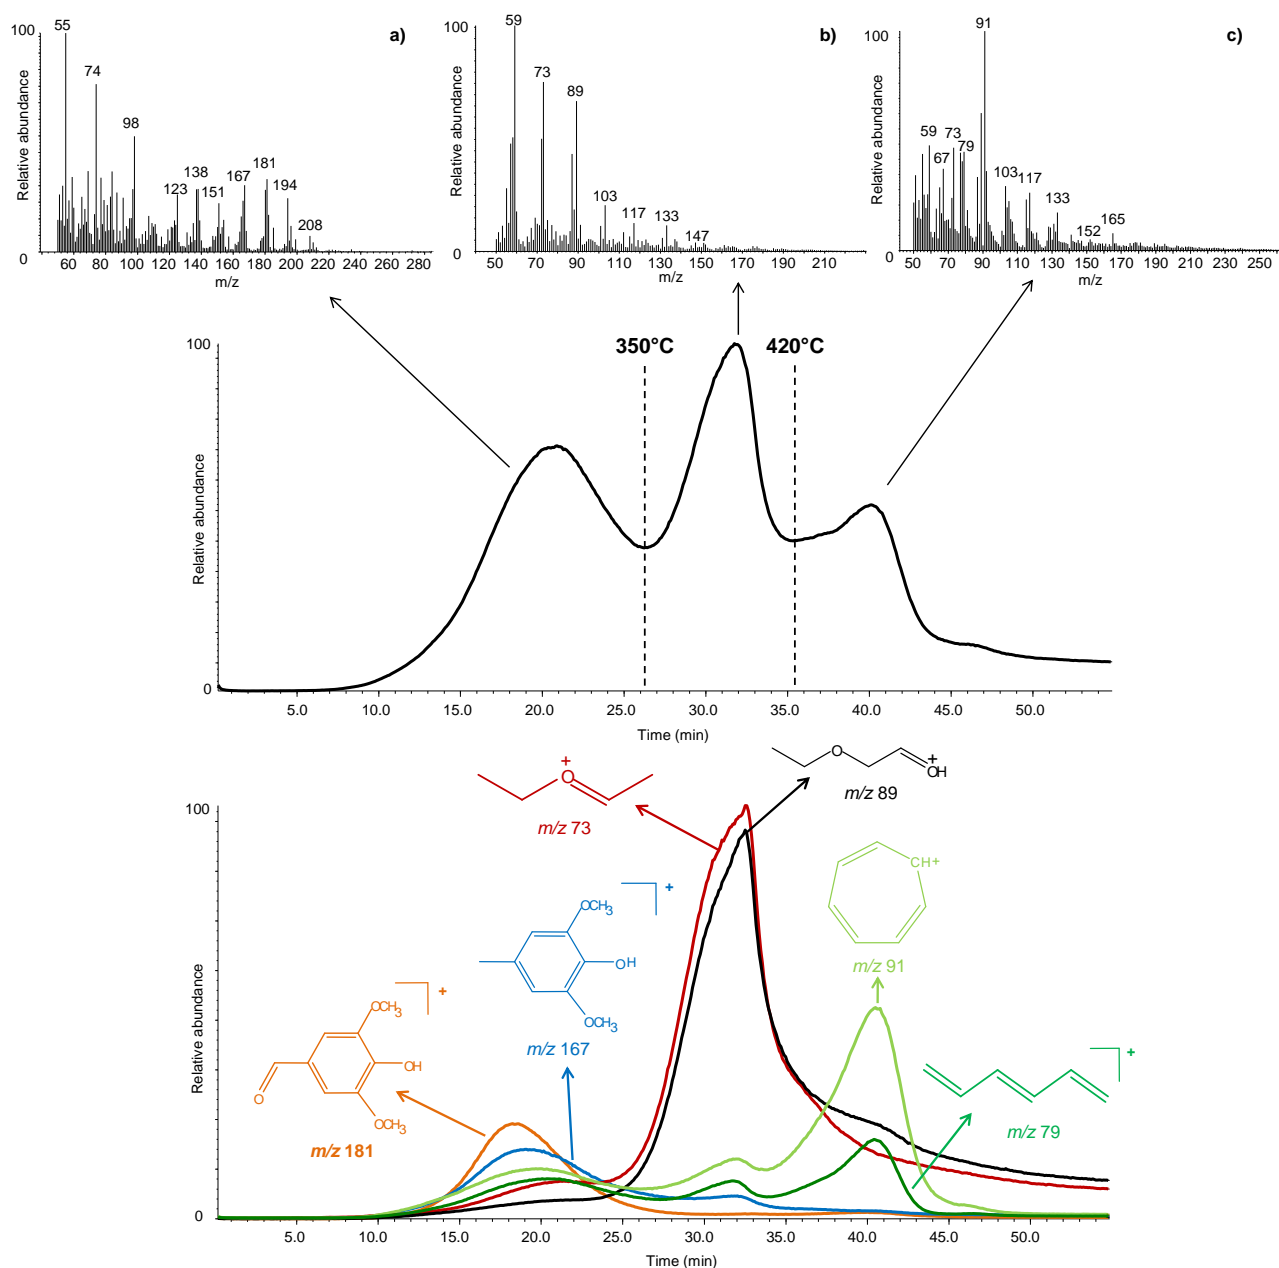 a)
100
55
74
98
123
138
151
167
181
194
208
0
60 80 100 120 140 160 180 200 220 240 260 280
m/z
Relative abundance
b)
100
59
73
89
103
117
133
147
0
50 70 90 110 130 150 170 190 210
m/z
Relative abundance
c)
100
91
59
67
73
79
103
117
133
152
165
0
50 70 90 110 130 150 170 190 210 230 250
m/z
Relative abundance
100
350°C
420°C
Relative abundance
0
5.0 10.0 15.0 20.0 25.0 30.0 35.0 40.0 45.0 50.0
Time (min)
100
+
O
m/z 73
O
+
OH
m/z 89
CH+
m/z 91
+
OCH3
OH
OCH3
m/z 167
+
OCH3
OH
O
OCH3
m/z 181
+
m/z 79
Relative abundance
0
5.0 10.0 15.0 20.0 25.0 30.0 35.0 40.0 45.0 50.0
Time (min)